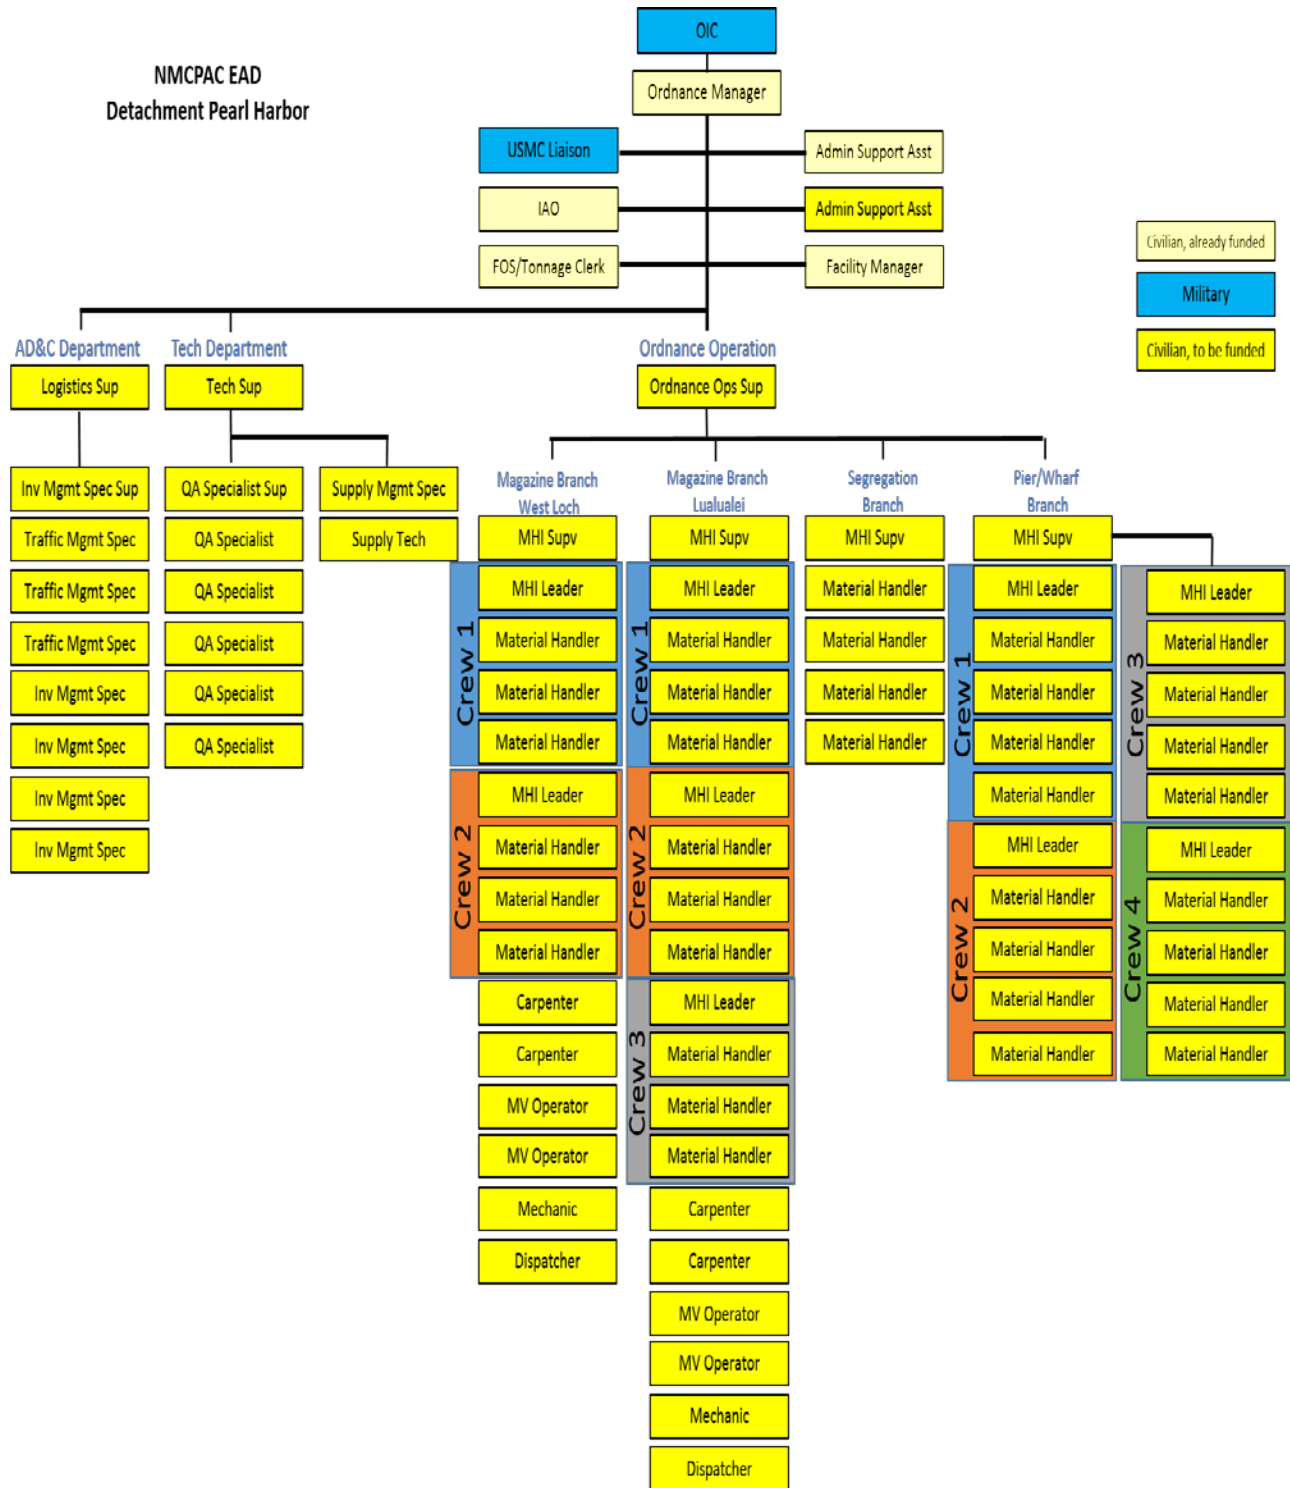 NMCPAC EAD
Detachment Pearl Harbor
OIC
Ordnance Manager
USMC Liaison
Admin Support Asst
IAO
Admin Support Asst
FOS/Tonnage Clerk
Facility Manager
Civilian, already funded
Military
Civilian, to be funded
AD&C Department
Logistics Sup
Inv Mgmt Spec Sup
Traffic Mgmt Spec
Traffic Mgmt Spec
Traffic Mgmt Spec
Inv Mgmt Spec
Inv Mgmt Spec
Inv Mgmt Spec
Inv Mgmt Spec
Tech Department
Tech Sup
QA Specialist Sup
QA Specialist
QA Specialist
QA Specialist
QA Specialist
QA Specialist
Supply Mgmt Spec
Supply Tech
Ordnance Operation
Ordnance Ops Sup
Magazine Branch
West Loch
MHI Supv
Crew 1
MHI Leader
Material Handler
Material Handler
Material Handler
Crew 2
MHI Leader
Material Handler
Material Handler
Material Handler
Carpenter
Carpenter
MV Operator
MV Operator
Mechanic
Dispatcher
Magazine Branch
Lualualei
MHI Supv
Crew 1
MHI Leader
Material Handler
Material Handler
Material Handler
Crew 2
MHI Leader
Material Handler
Material Handler
Material Handler
Crew 3
MHI Leader
Material Handler
Material Handler
Material Handler
Carpenter
Carpenter
MV Operator
MV Operator
Mechanic
Dispatcher
Segregation
Branch
MHI Supv
Material Handler
Material Handler
Material Handler
Material Handler
Pier/Wharf
Branch
MHI Supv
Crew 1
MHI Leader
Material Handler
Material Handler
Material Handler
Material Handler
Crew 2
MHI Leader
Material Handler
Material Handler
Material Handler
Material Handler
Crew 3
MHI Leader
Material Handler
Material Handler
Material Handler
Material Handler
Crew 4
MHI Leader
Material Handler
Material Handler
Material Handler
Material Handler